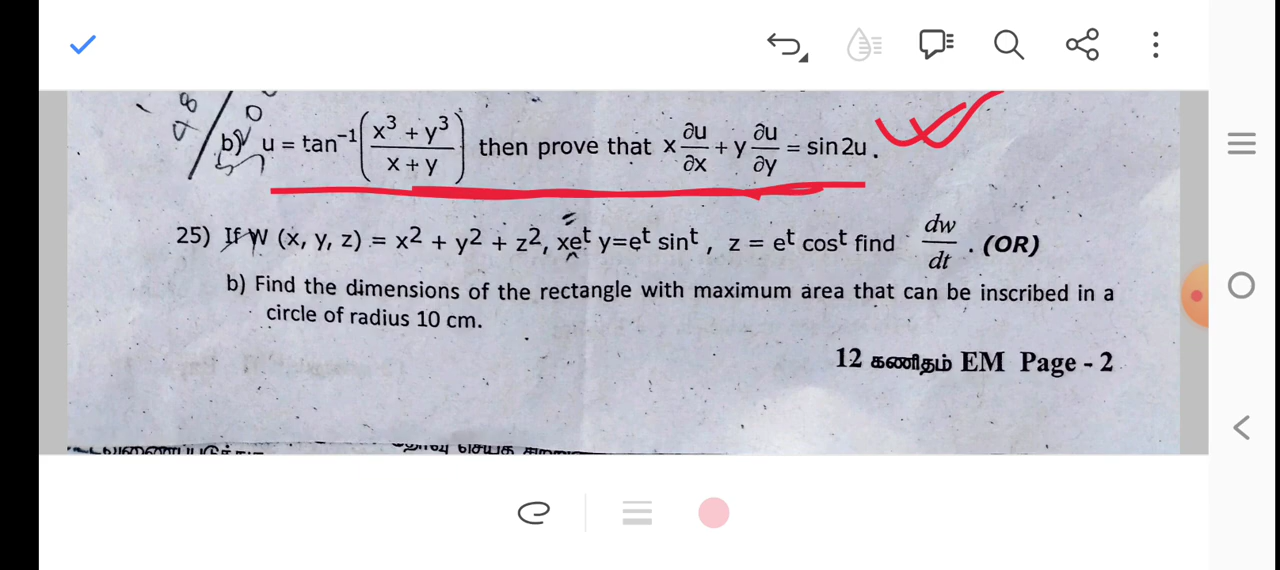 b) u = tan⁻¹((x³ + y³)/(x + y)) then prove that x ∂u/∂x + y ∂u/∂y = sin2u.
25) If W (x, y, z) = x² + y² + z², xeᵗ y=eᵗ sinᵗ , z = eᵗ cosᵗ find dw/dt . (OR)
b) Find the dimensions of the rectangle with maximum area that can be inscribed in a
circle of radius 10 cm.
12 கணிதம் EM Page - 2